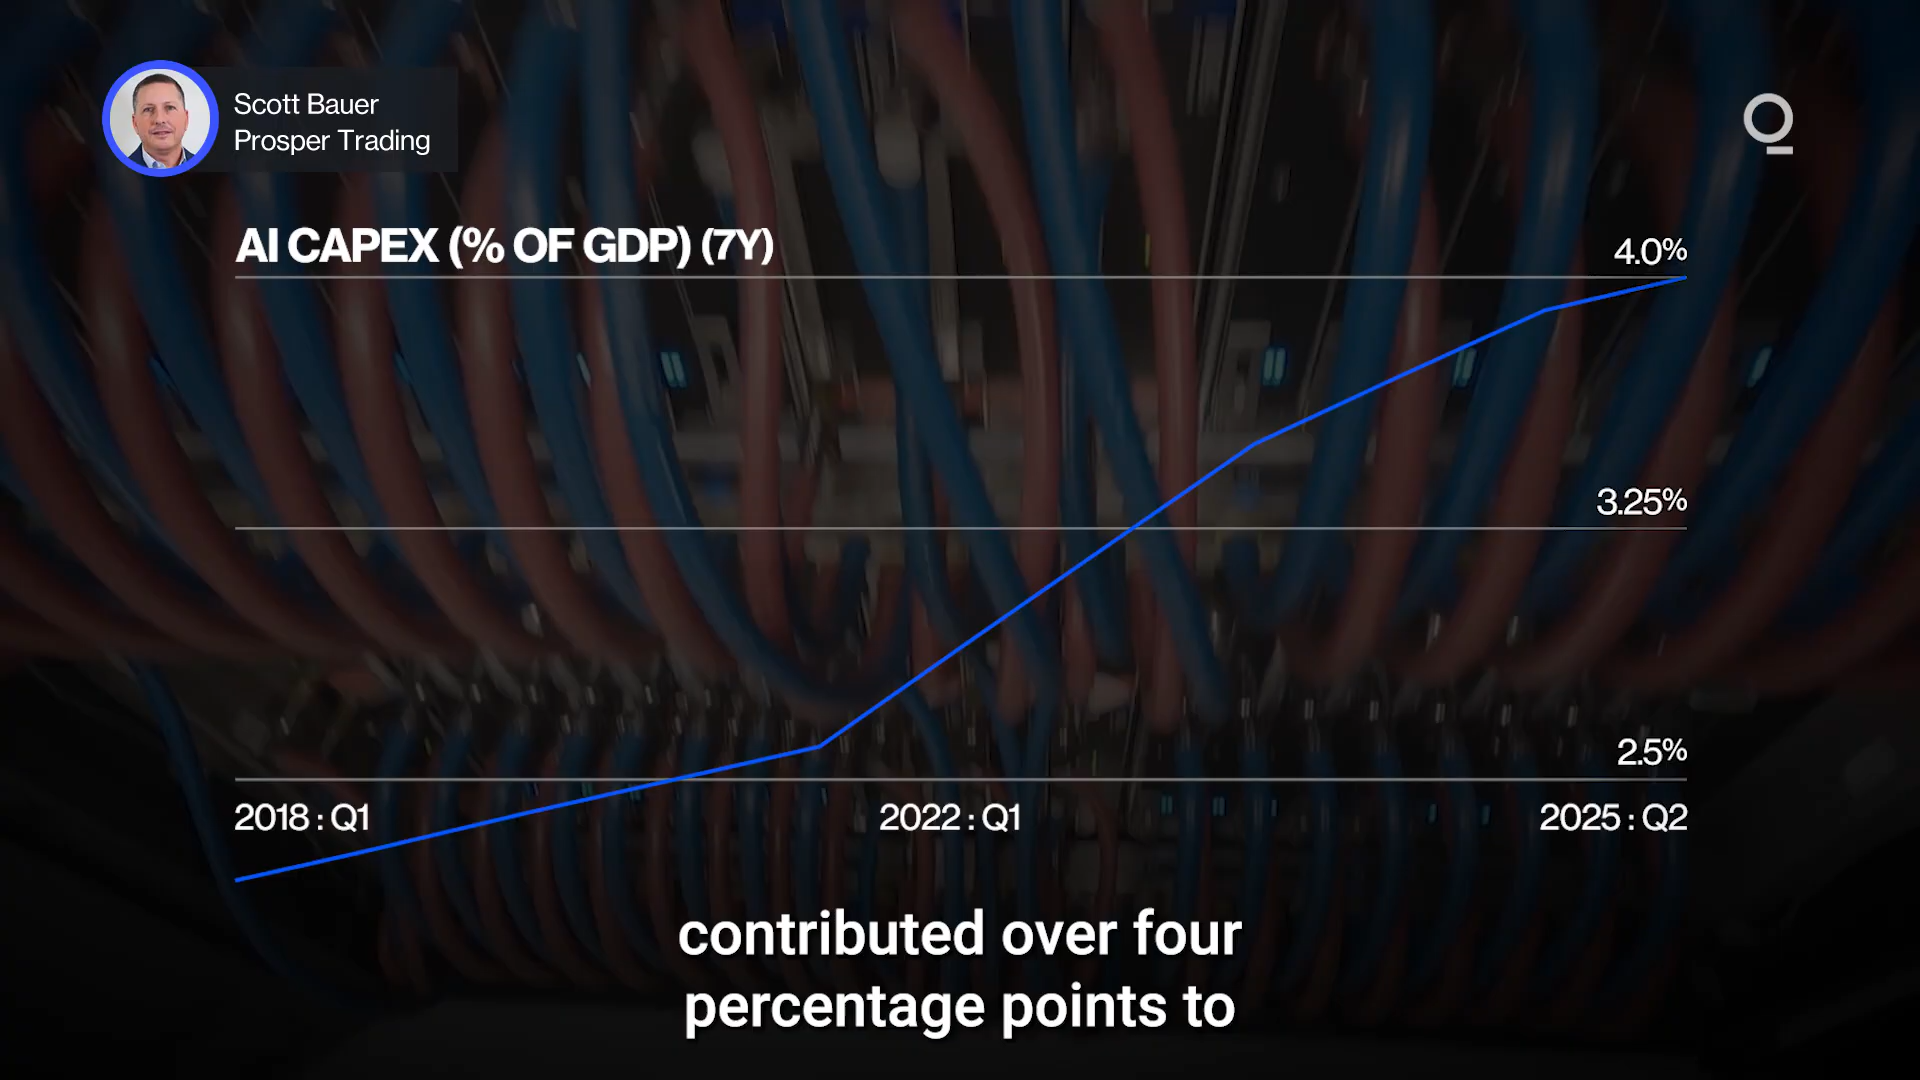 Scott Bauer
Prosper Trading
AI CAPEX (% OF GDP) (7Y)
4.0%
3.25%
2.5%
2018 : Q1
2022 : Q1
2025 : Q2
contributed over four
percentage points to